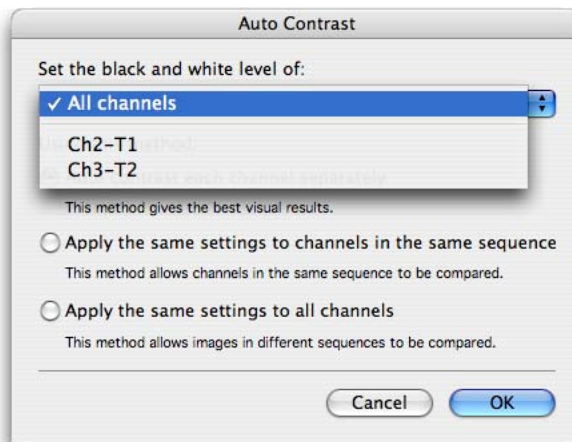 Auto Contrast
Set the black and white level of:
✓ All channels
Ch2-T1
Ch3-T2
This method gives the best visual results.
Apply the same settings to channels in the same sequence
This method allows channels in the same sequence to be compared.
Apply the same settings to all channels
This method allows images in different sequences to be compared.
Cancel
OK